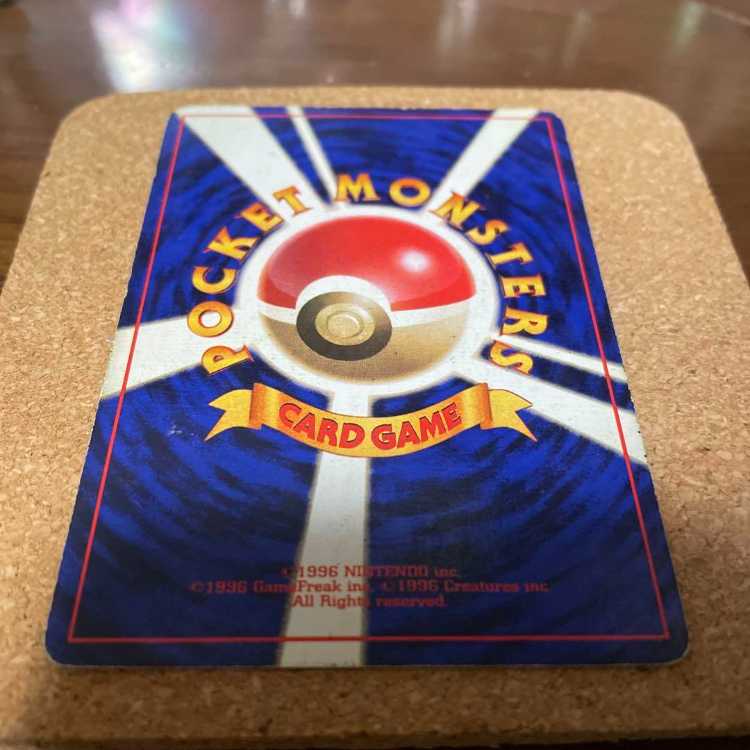 POCKET MONSTERS
CARD GAME
©1996 NINTENDO inc.
©1996 GameFreak inc. ©1996 Creatures inc
All Rights reserved.